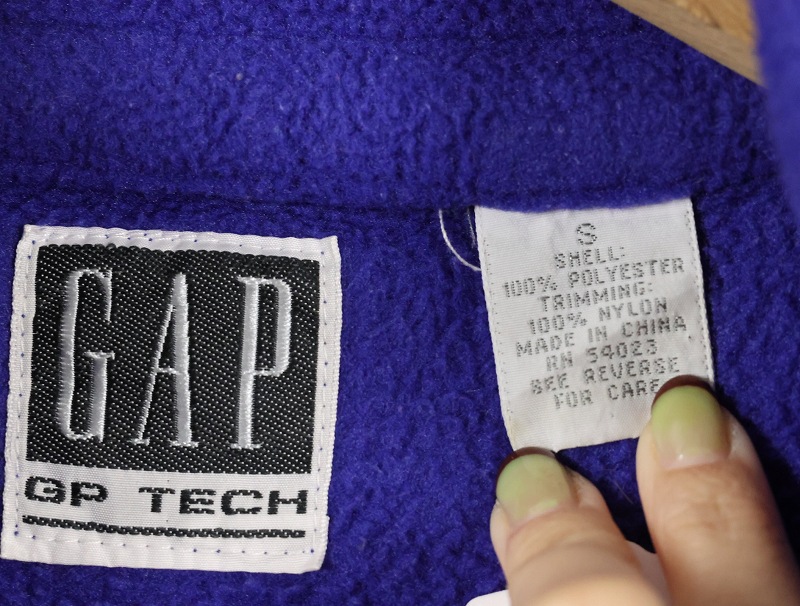 GAP
GP TECH
S
SHELL:
100% POLYESTER
TRIMMING:
100% NYLON
MADE IN CHINA
RN 54023
SEE REVERSE
FOR CARE